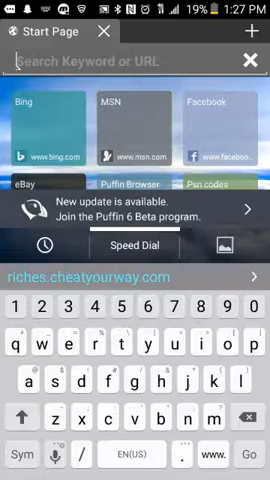 19% 1:27 PM
Start Page
Search Keyword or URL
Bing
MSN
Facebook
www.bing.com
www.msn.com
www.faceboo..
eBay
Puffin Browser
Psn codes
New update is available.
Join the Puffin 6 Beta program.
Speed Dial
riches.cheatyourway.com
1 2 3 4 5 6 7 8 9 0
q w e r t y u i o p
a s d f g h j k l
z x c v b n m
Sym / EN(US) . www. Go